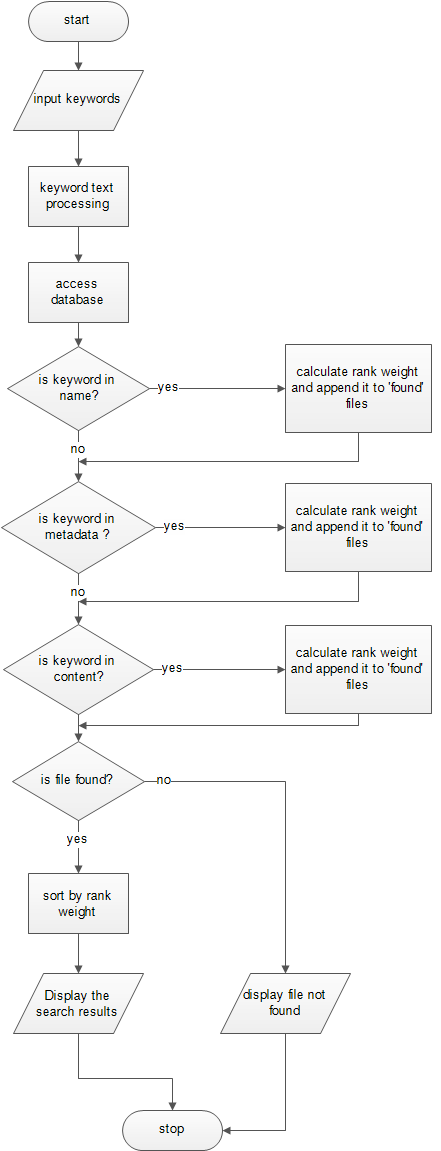 start
input keywords
keyword text
processing
access
database
is keyword in
name?
yes
calculate rank weight
and append it to 'found'
files
no
is keyword in
metadata ?
yes
calculate rank weight
and append it to 'found'
files
no
is keyword in
content?
yes
calculate rank weight
and append it to 'found'
files
is file found?
no
yes
sort by rank
weight
Display the
search results
display file not
found
stop